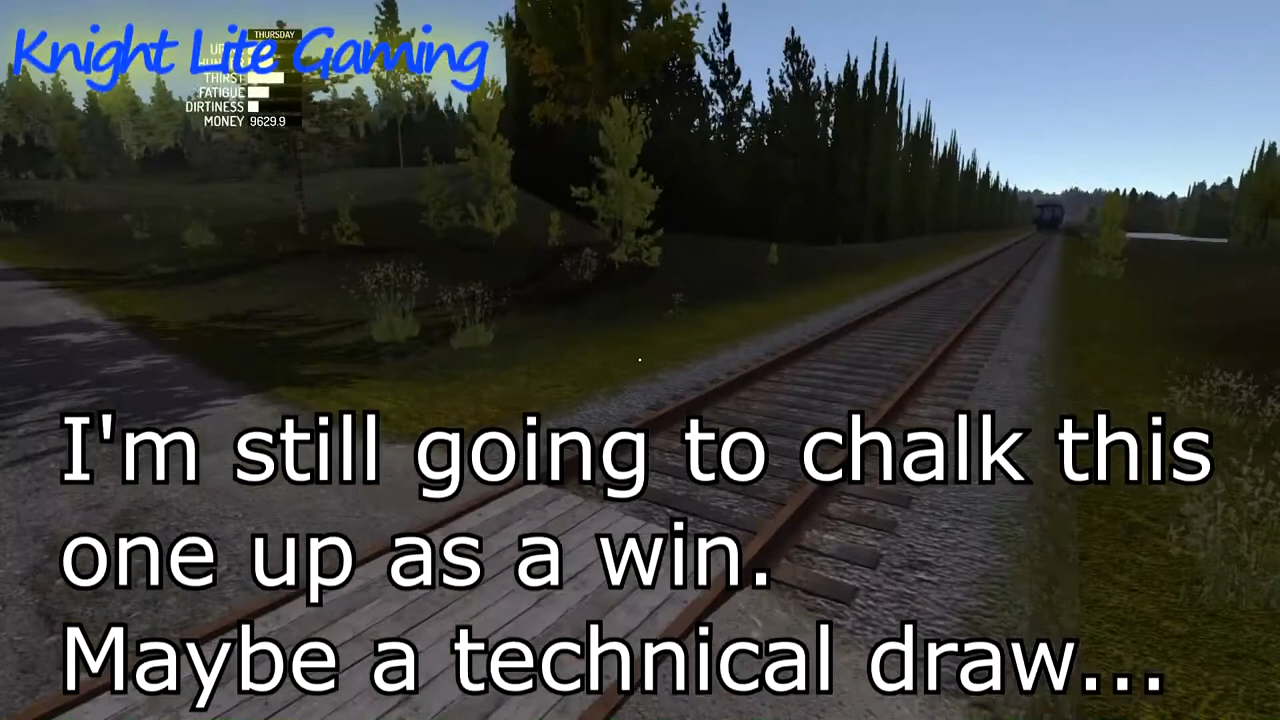 Knight Lite Gaming
THURSDAY
THIRST
FATIGUE
DIRTINESS
MONEY 9629.9
I'm still going to chalk this
one up as a win.
Maybe a technical draw...